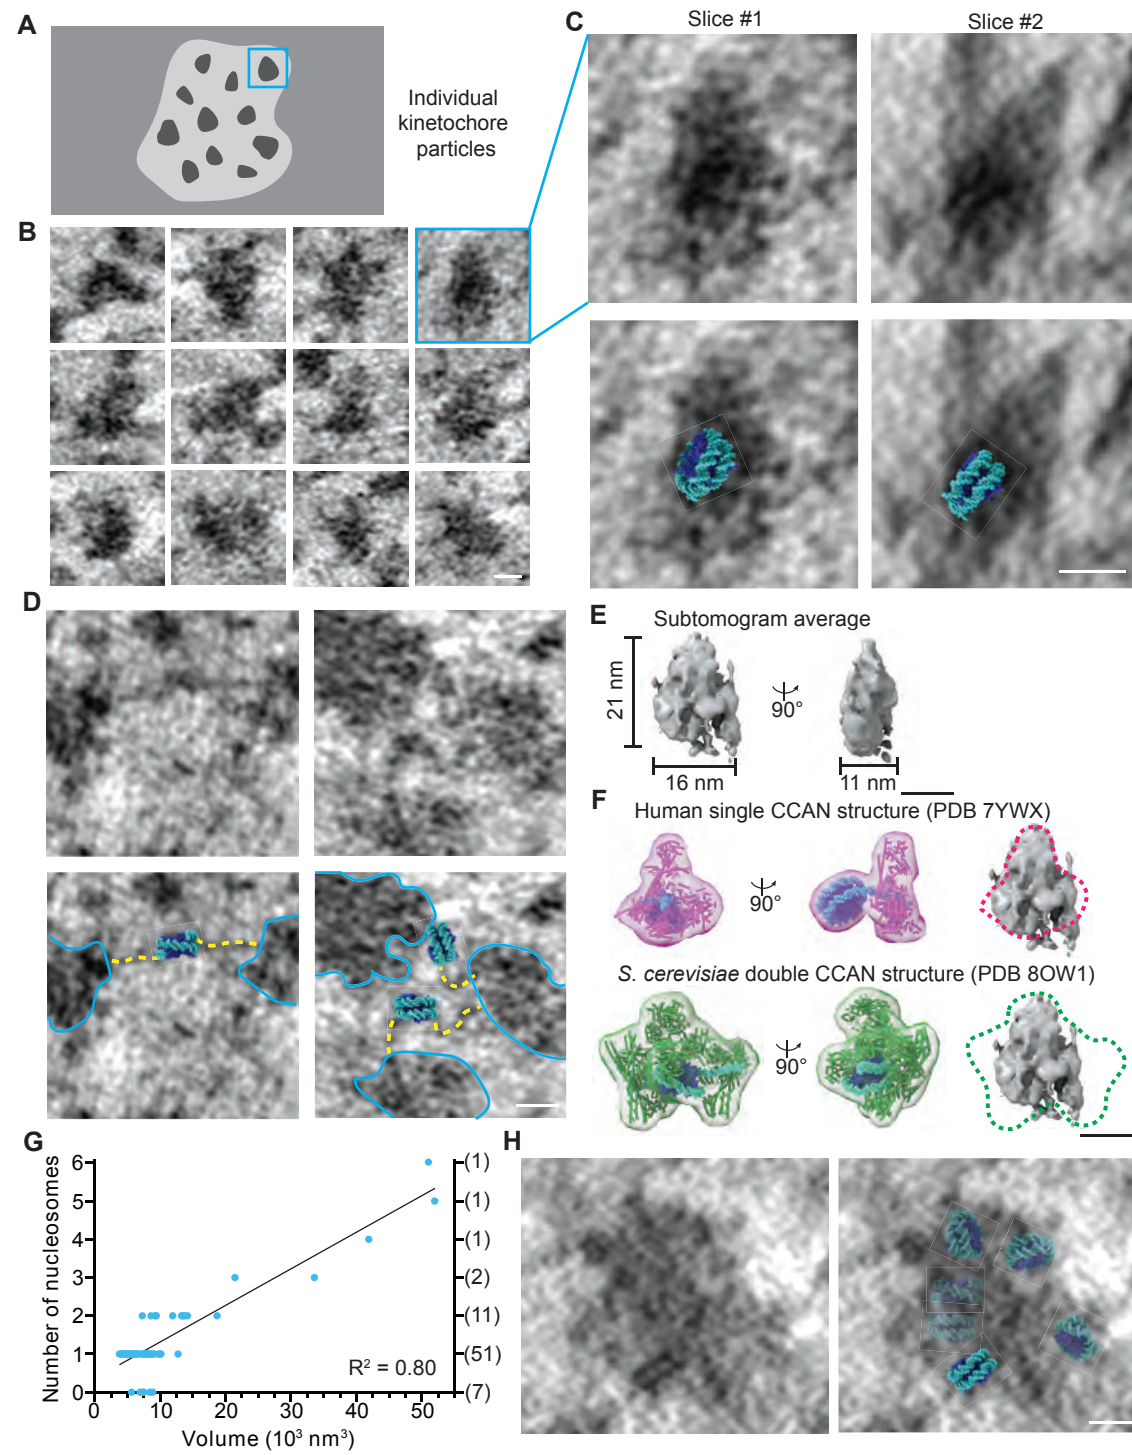 A
Individual
kinetochore
particles
B
C
Slice #1
Slice #2
D
E
Subtomogram average
21 nm
90°
16 nm
11 nm
F
Human single CCAN structure (PDB 7YWX)
90°
S. cerevisiae double CCAN structure (PDB 8OW1)
90°
G
Number of nucleosomes
6
5
4
3
2
1
0
(1)
(1)
(1)
(2)
(11)
(51)
(7)
R² = 0.80
0
10
20
30
40
50
Volume (10³ nm³)
H